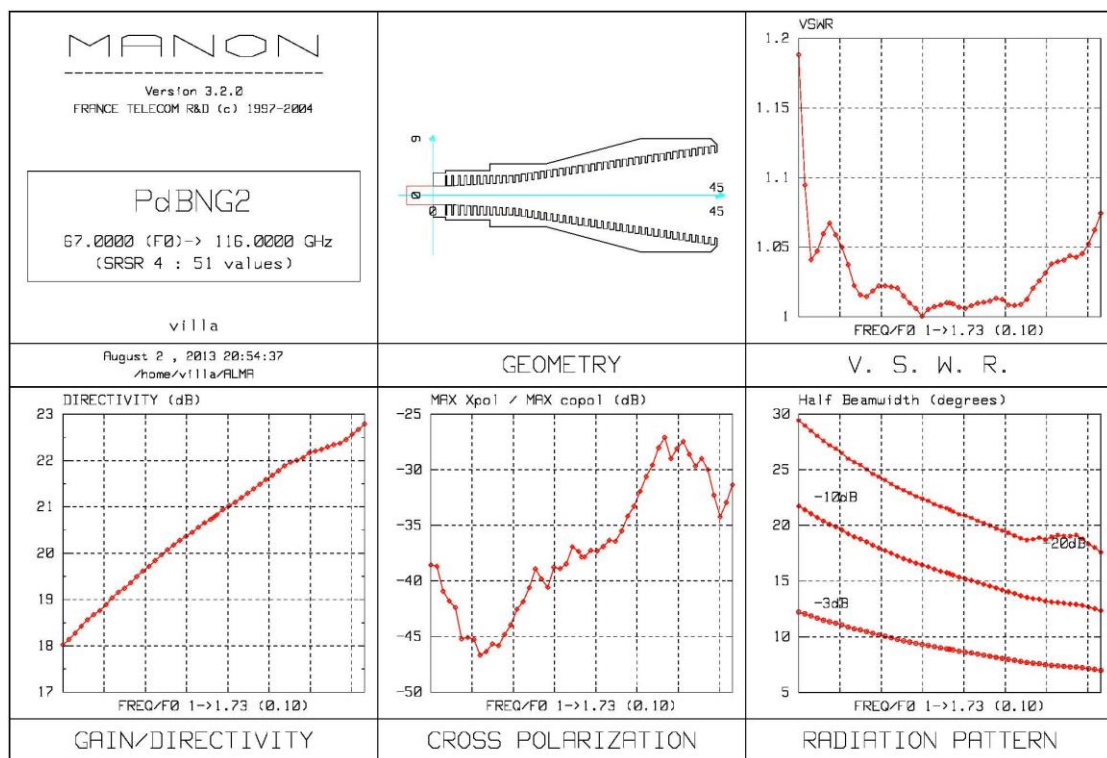 MANON
Version 3.2.0
FRANCE TELECOM R&D (c) 1997-2004
PdBNG2
67.0000 (F0)-> 116.0000 GHz
(SRSR 4 : 51 values)
villa
August 2 , 2013 20:54:37
/home/villa/ALMA
9
0
0
45
45
GEOMETRY
VSWR
1.2
1.15
1.1
1.05
1
FREQ/F0 1->1.73 (0.10)
V. S. W. R.
DIRECTIVITY (dB)
23
22
21
20
19
18
17
FREQ/F0 1->1.73 (0.10)
GAIN/DIRECTIVITY
MAX Xpol / MAX copol (dB)
-25
-30
-35
-40
-45
-50
FREQ/F0 1->1.73 (0.10)
CROSS POLARIZATION
Half Beamwidth (degrees)
30
25
20
15
10
5
-10dB
-20dB
-3dB
FREQ/F0 1->1.73 (0.10)
RADIATION PATTERN